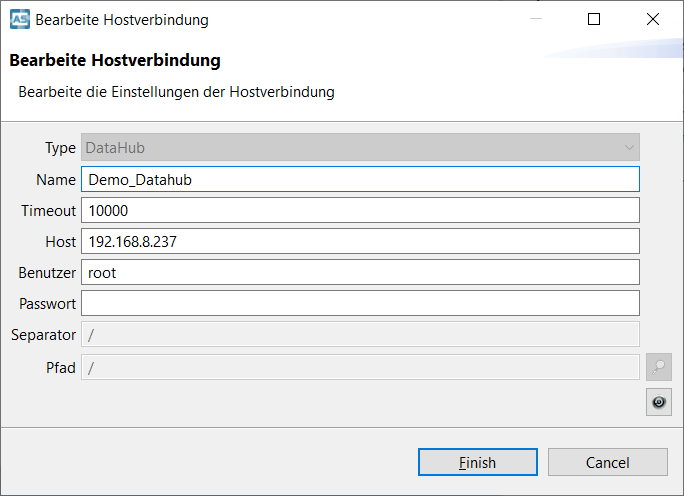 AS Bearbeite Hostverbindung
Bearbeite Hostverbindung
Bearbeite die Einstellungen der Hostverbindung
Type DataHub
Name Demo_Datahub
Timeout 10000
Host 192.168.8.237
Benutzer root
Passwort
Separator /
Pfad /
Finish Cancel